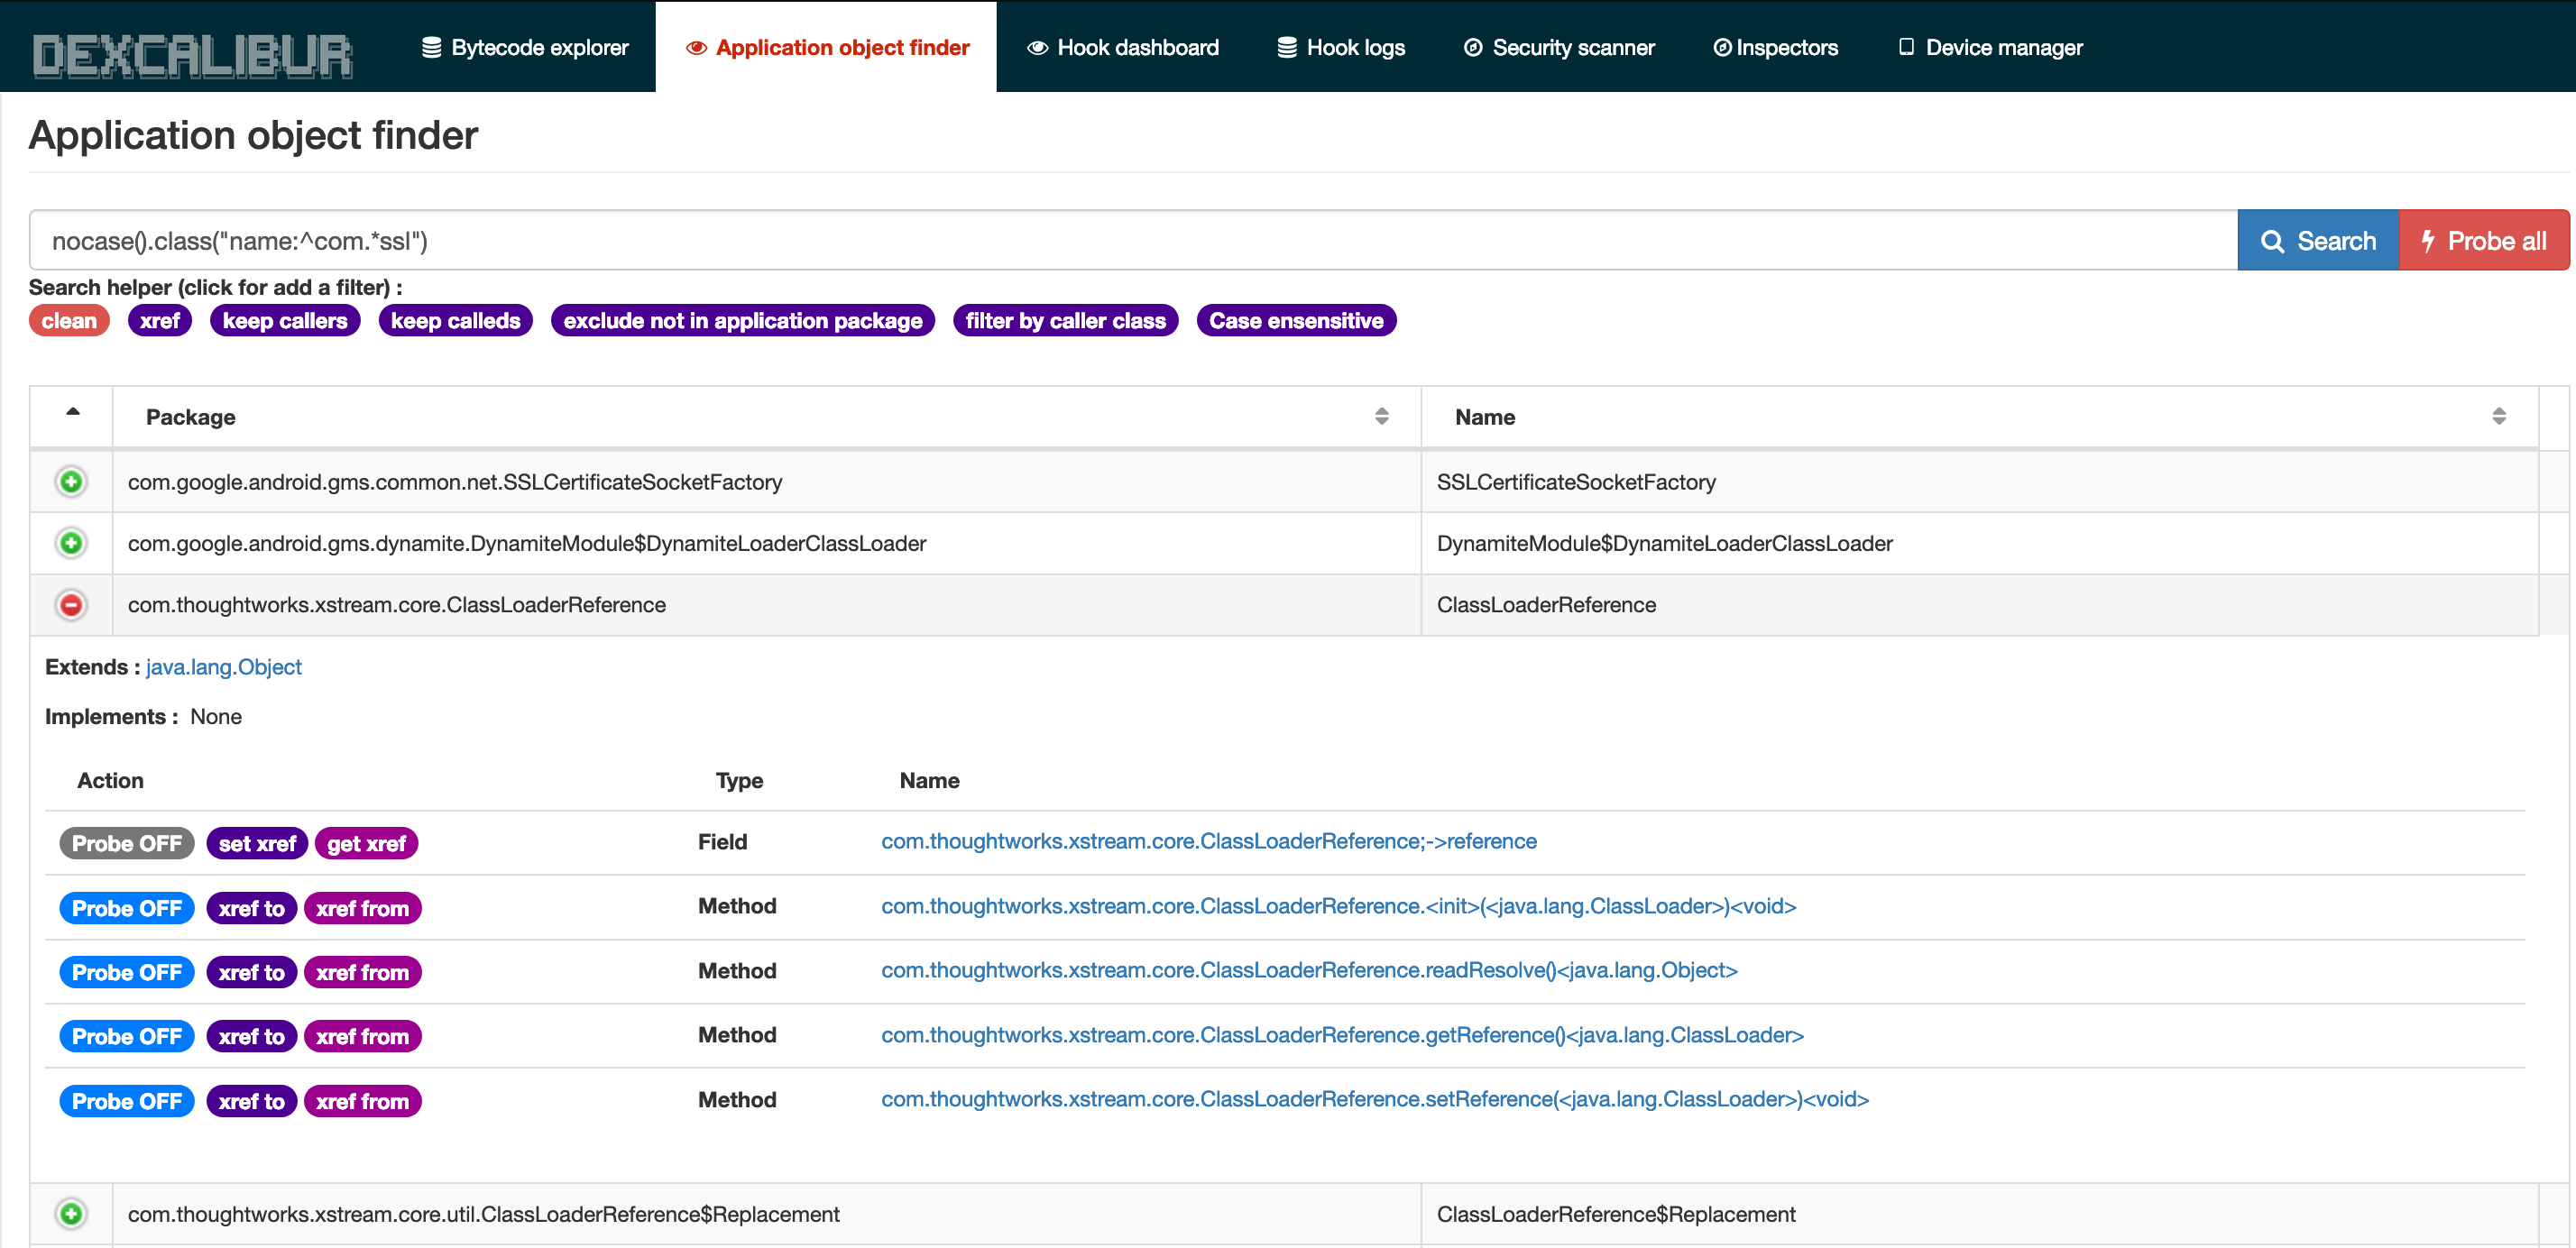 DEXCALIBUR Bytecode explorer Application object finder Hook dashboard Hook logs Security scanner Inspectors Device manager
Application object finder
nocase().class("name:^com.*ssl") Search Probe all
Search helper (click for add a filter) :
clean xref keep callers keep calleds exclude not in application package filter by caller class Case ensensitive
Package Name
com.google.android.gms.common.net.SSLCertificateSocketFactory SSLCertificateSocketFactory
com.google.android.gms.dynamite.DynamiteModule$DynamiteLoaderClassLoader DynamiteModule$DynamiteLoaderClassLoader
com.thoughtworks.xstream.core.ClassLoaderReference ClassLoaderReference
Extends : java.lang.Object
Implements : None
Action Type Name
Probe OFF set xref get xref Field com.thoughtworks.xstream.core.ClassLoaderReference;->reference
Probe OFF xref to xref from Method com.thoughtworks.xstream.core.ClassLoaderReference.<init>(<java.lang.ClassLoader>)<void>
Probe OFF xref to xref from Method com.thoughtworks.xstream.core.ClassLoaderReference.readResolve()<java.lang.Object>
Probe OFF xref to xref from Method com.thoughtworks.xstream.core.ClassLoaderReference.getReference()<java.lang.ClassLoader>
Probe OFF xref to xref from Method com.thoughtworks.xstream.core.ClassLoaderReference.setReference(<java.lang.ClassLoader>)<void>
com.thoughtworks.xstream.core.util.ClassLoaderReference$Replacement ClassLoaderReference$Replacement